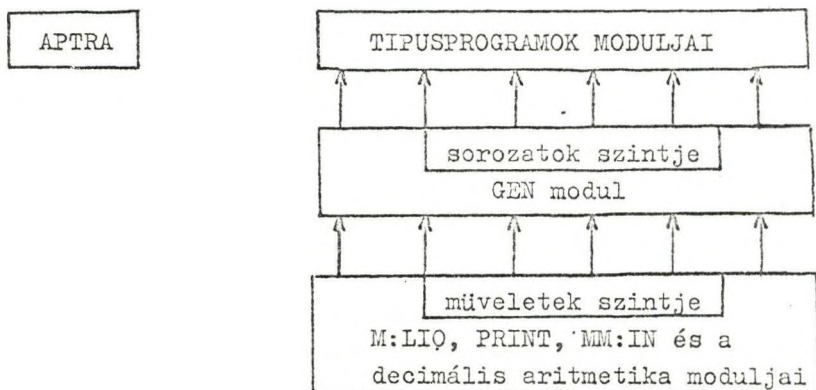 APTRA
TIPUSPROGRAMOK MODULJAI
sorozatok szintje
GEN modul
müveletek szintje
M:LIO, PRINT, MM:IN és a
decimális aritmetika moduljai